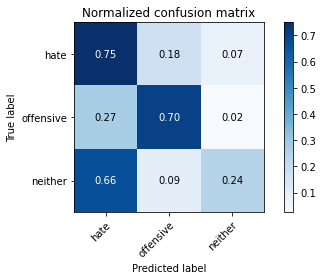 Normalized confusion matrix
hate 0.75 0.18 0.07
offensive 0.27 0.70 0.02
neither 0.66 0.09 0.24
hate offensive neither
True label
Predicted label
0.7
0.6
0.5
0.4
0.3
0.2
0.1